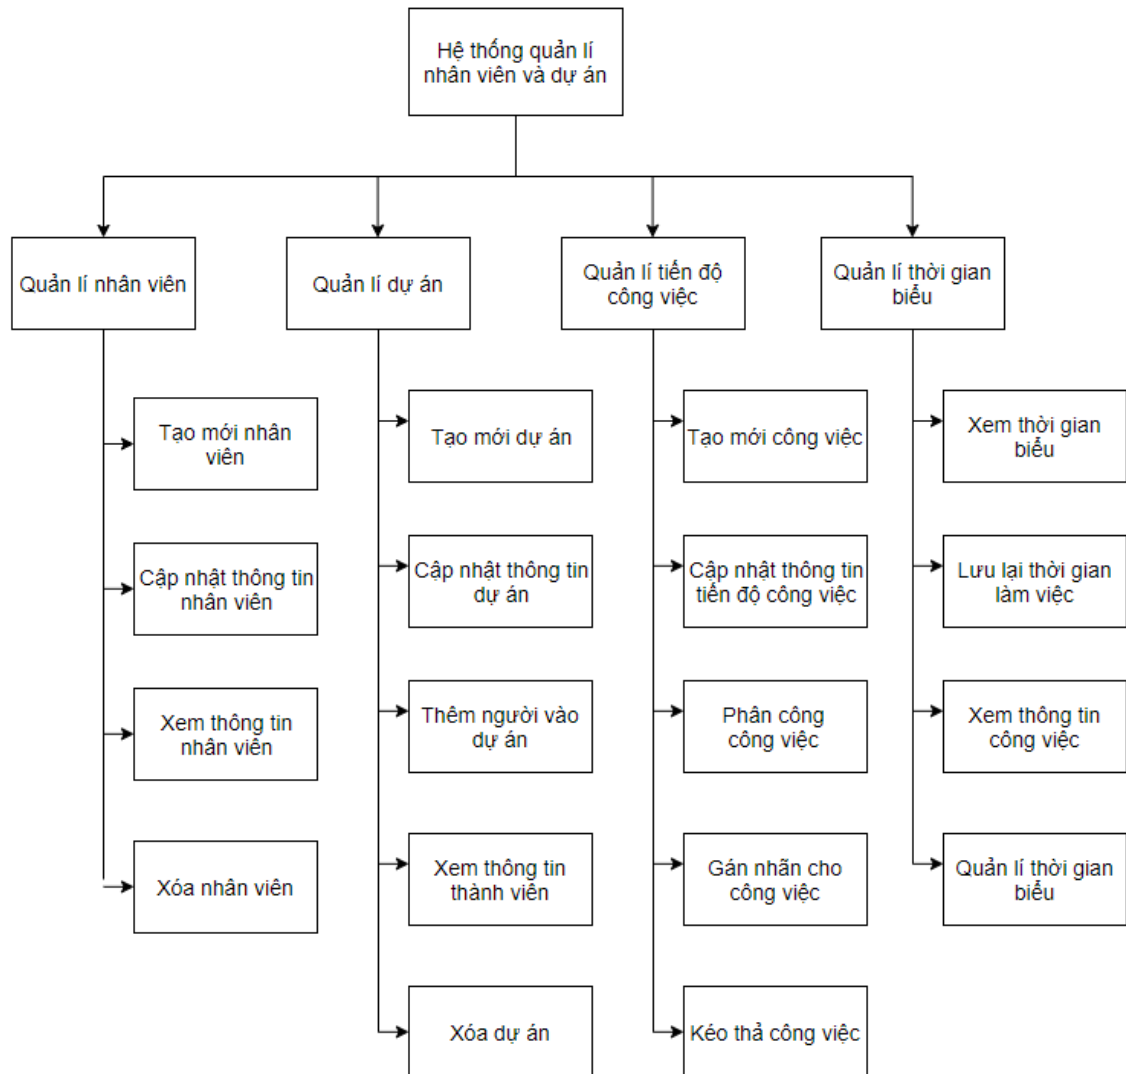 Hệ thống quản lí
nhân viên và dự án
Quản lí nhân viên
Quản lí dự án
Quản lí tiến độ
công việc
Quản lí thời gian
biểu
Tạo mới nhân
viên
Cập nhật thông tin
nhân viên
Xem thông tin
nhân viên
Xóa nhân viên
Tạo mới dự án
Cập nhật thông tin
dự án
Thêm người vào
dự án
Xem thông tin
thành viên
Xóa dự án
Tạo mới công việc
Cập nhật thông tin
tiến độ công việc
Phân công
công việc
Gán nhãn cho
công việc
Kéo thả công việc
Xem thời gian
biểu
Lưu lại thời gian
làm việc
Xem thông tin
công việc
Quản lí thời gian
biểu